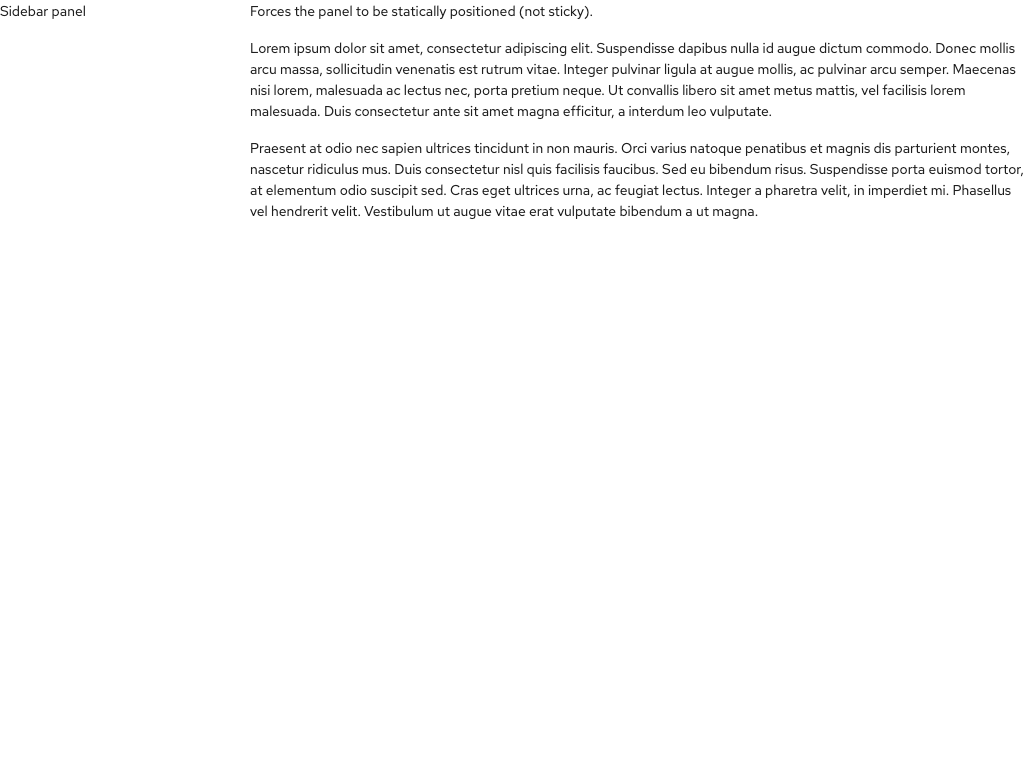 Sidebar panel
Forces the panel to be statically positioned (not sticky).
Lorem ipsum dolor sit amet, consectetur adipiscing elit. Suspendisse dapibus nulla id augue dictum commodo. Donec mollis
arcu massa, sollicitudin venenatis est rutrum vitae. Integer pulvinar ligula at augue mollis, ac pulvinar arcu semper. Maecenas
nisi lorem, malesuada ac lectus nec, porta pretium neque. Ut convallis libero sit amet metus mattis, vel facilisis lorem
malesuada. Duis consectetur ante sit amet magna efficitur, a interdum leo vulputate.
Praesent at odio nec sapien ultrices tincidunt in non mauris. Orci varius natoque penatibus et magnis dis parturient montes,
nascetur ridiculus mus. Duis consectetur nisl quis facilisis faucibus. Sed eu bibendum risus. Suspendisse porta euismod tortor,
at elementum odio suscipit sed. Cras eget ultrices urna, ac feugiat lectus. Integer a pharetra velit, in imperdiet mi. Phasellus
vel hendrerit velit. Vestibulum ut augue vitae erat vulputate bibendum a ut magna.